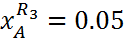 $x_A^{R_3} = 0.05$